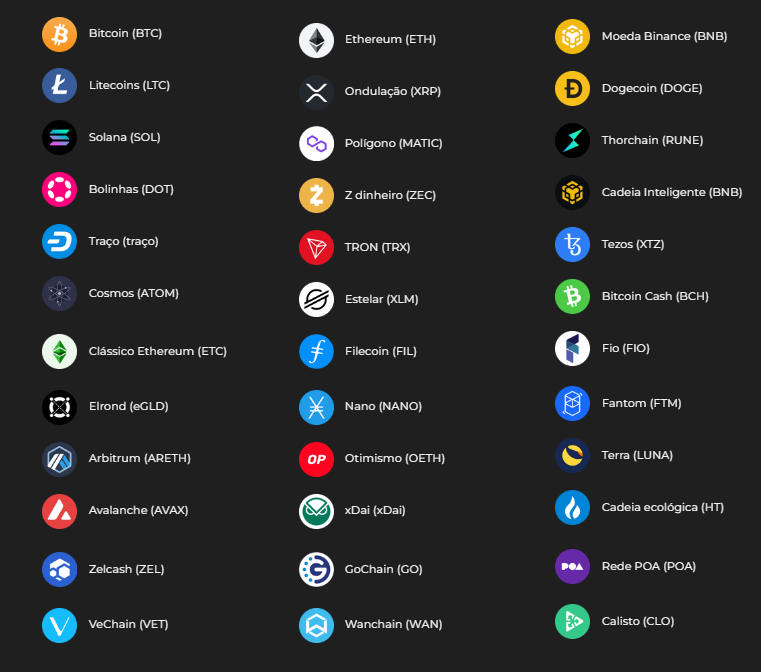 Bitcoin (BTC)
Ethereum (ETH)
Moeda Binance (BNB)
Litecoins (LTC)
Ondulação (XRP)
Dogecoin (DOGE)
Solana (SOL)
Polígono (MATIC)
Thorchain (RUNE)
Bolinhas (DOT)
Z dinheiro (ZEC)
Cadeia Inteligente (BNB)
Traço (traço)
TRON (TRX)
Tezos (XTZ)
Cosmos (ATOM)
Estelar (XLM)
Bitcoin Cash (BCH)
Clássico Ethereum (ETC)
Filecoin (FIL)
Fio (FIO)
Elrond (eGLD)
Nano (NANO)
Fantom (FTM)
Arbitrum (ARETH)
OP
Otimismo (OETH)
Terra (LUNA)
Avalanche (AVAX)
xDai (xDai)
Cadeia ecológica (HT)
Zelcash (ZEL)
GoChain (GO)
POA
Rede POA (POA)
VeChain (VET)
Wanchain (WAN)
Calisto (CLO)